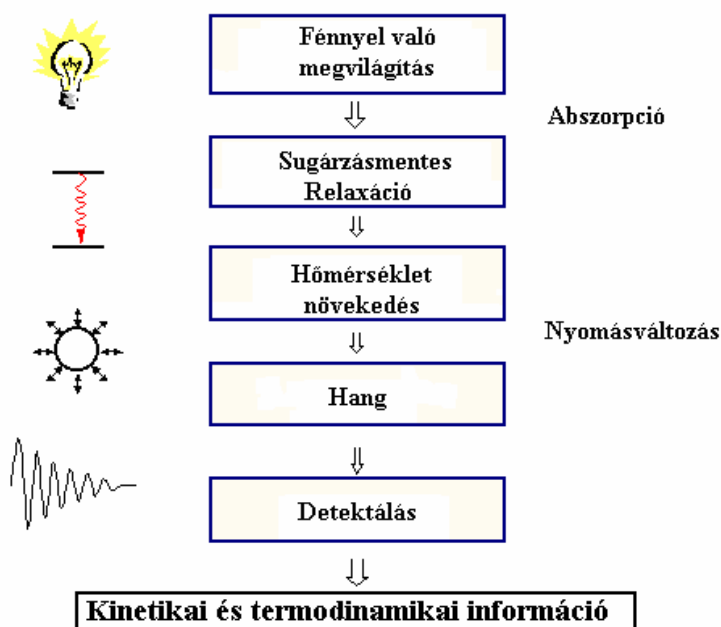 Fénnyel való
megvilágítás
Abszorpció
Sugárzásmentes
Relaxáció
Hőmérséklet
növekedés
Nyomásváltozás
Hang
Detektálás
Kinetikai és termodinamikai információ